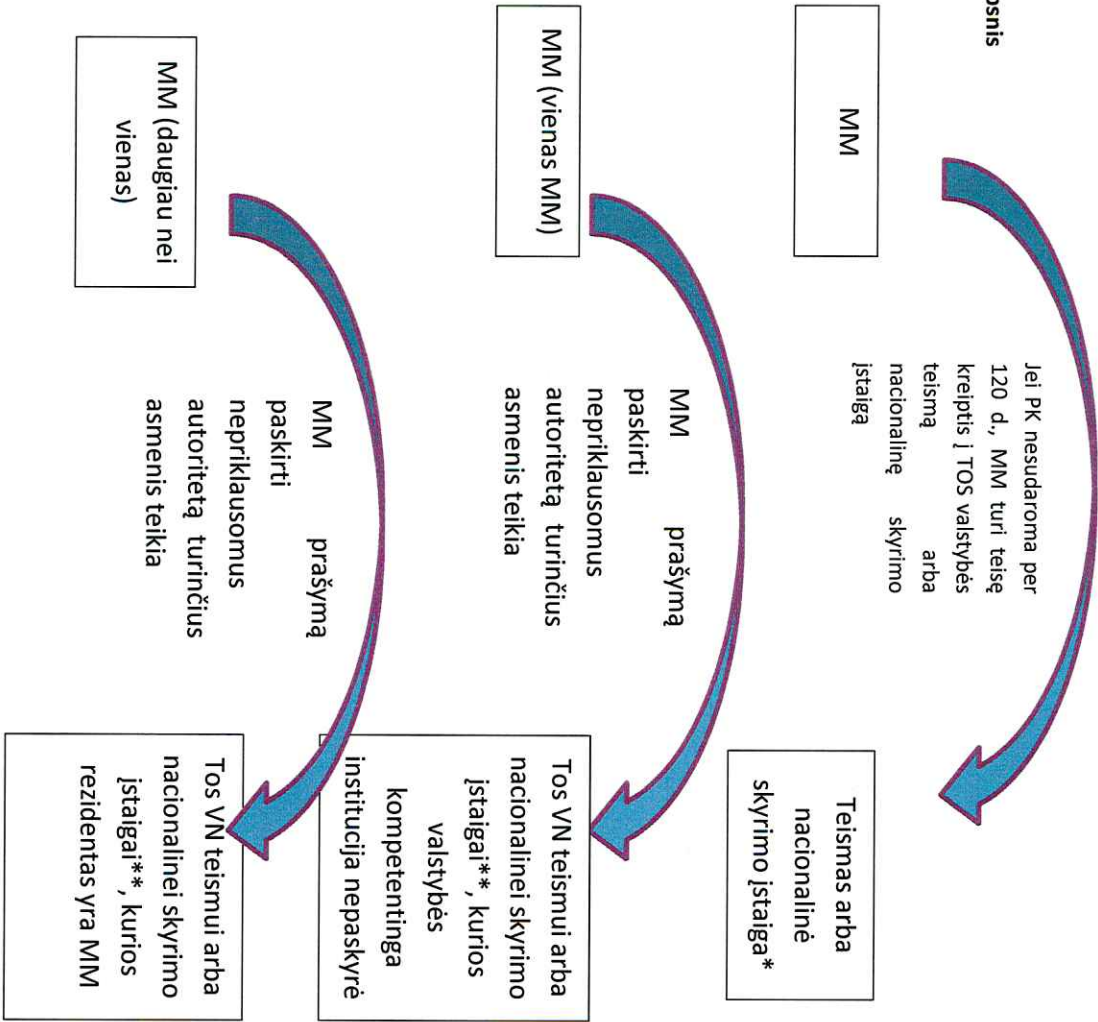 osnis
MM
Jei PK nesudaroma per
120 d., MM turi teisę
kreiptis į TOS valstybės
teismą arba
nacionalinę skyrimo
įstaigą
Teismas arba
nacionalinė
skyrimo įstaiga*
MM (vienas MM)
MM prašymą
paskirti
nepriklausomus
autoritetą turinčius
asmenis teikia
Tos VN teismui arba
nacionalinei skyrimo
įstaigai**, kurios
valstybės
kompetentinga
institucija nepaskyrė
MM (daugiau nei
vienas)
MM prašymą
paskirti
nepriklausomus
autoritetą turinčius
asmenis teikia
Tos VN teismui arba
nacionalinei skyrimo
įstaigai**, kurios
rezidentas yra MM